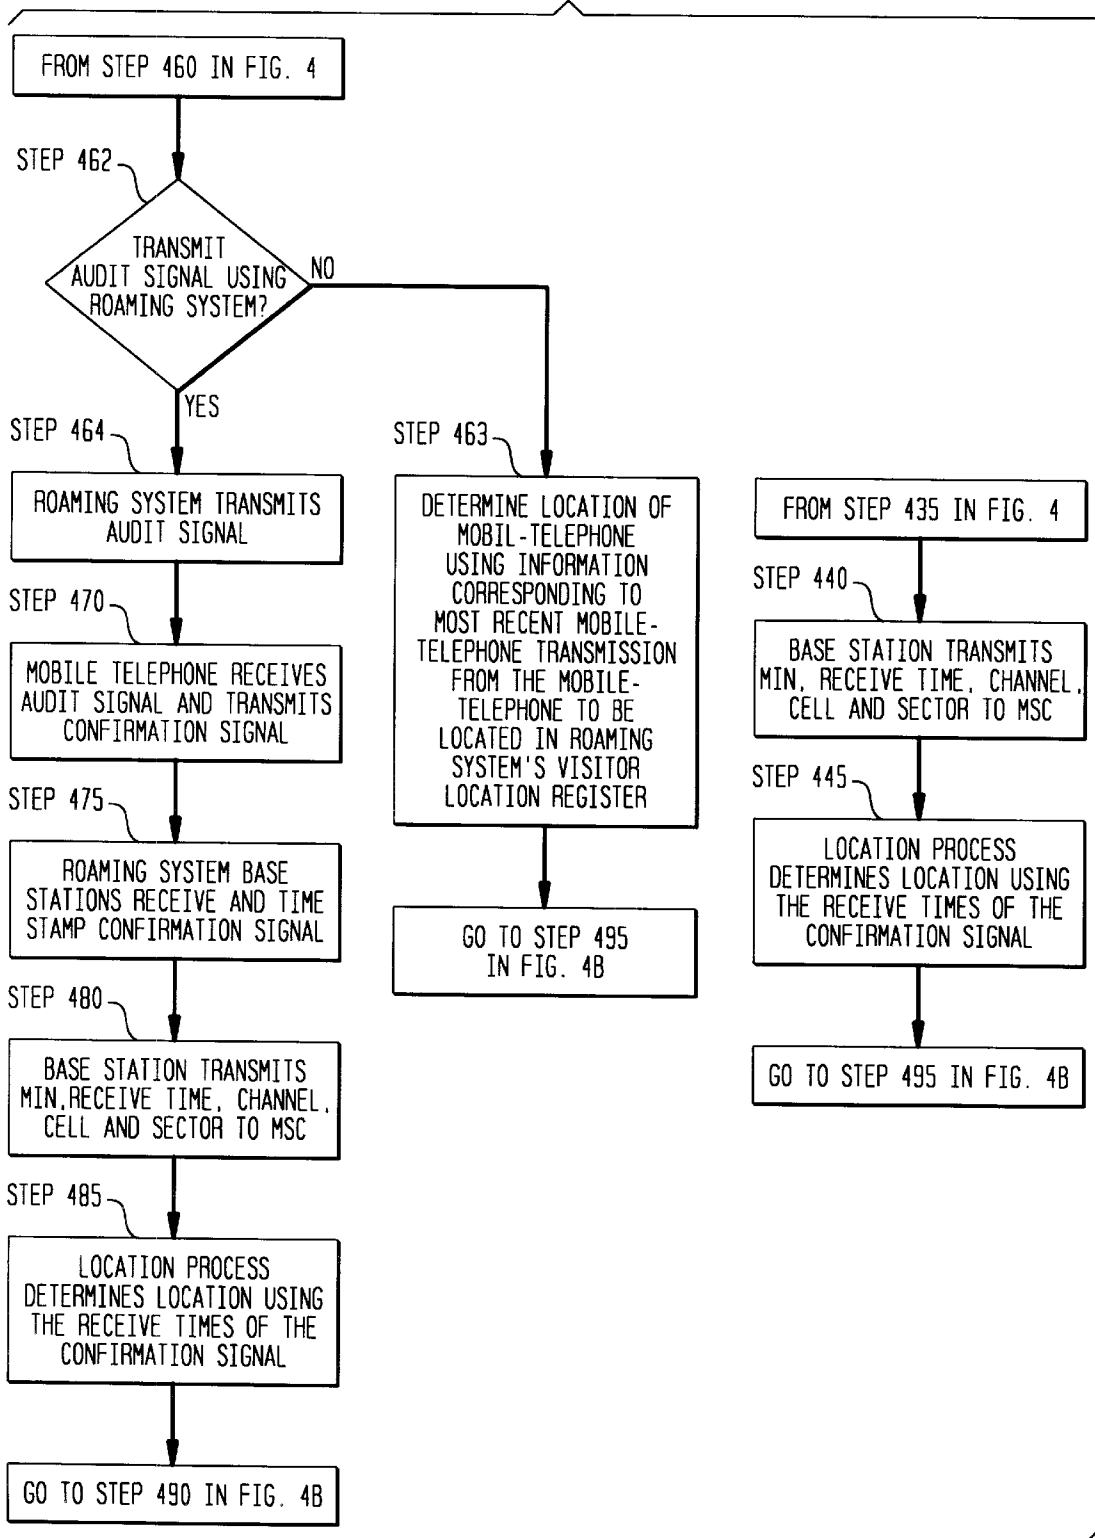 FROM STEP 460 IN FIG. 4
STEP 462
TRANSMIT
AUDIT SIGNAL USING
ROAMING SYSTEM?
NO
YES
STEP 464
ROAMING SYSTEM TRANSMITS
AUDIT SIGNAL
STEP 470
MOBILE TELEPHONE RECEIVES
AUDIT SIGNAL AND TRANSMITS
CONFIRMATION SIGNAL
STEP 475
ROAMING SYSTEM BASE
STATIONS RECEIVE AND TIME
STAMP CONFIRMATION SIGNAL
STEP 480
BASE STATION TRANSMITS
MIN,RECEIVE TIME, CHANNEL,
CELL AND SECTOR TO MSC
STEP 485
LOCATION PROCESS
DETERMINES LOCATION USING
THE RECEIVE TIMES OF THE
CONFIRMATION SIGNAL
GO TO STEP 490 IN FIG. 4B
STEP 463
DETERMINE LOCATION OF
MOBIL-TELEPHONE
USING INFORMATION
CORRESPONDING TO
MOST RECENT MOBILE-
TELEPHONE TRANSMISSION
FROM THE MOBILE-
TELEPHONE TO BE
LOCATED IN ROAMING
SYSTEM'S VISITOR
LOCATION REGISTER
GO TO STEP 495
IN FIG. 4B
FROM STEP 435 IN FIG. 4
STEP 440
BASE STATION TRANSMITS
MIN, RECEIVE TIME, CHANNEL,
CELL AND SECTOR TO MSC
STEP 445
LOCATION PROCESS
DETERMINES LOCATION USING
THE RECEIVE TIMES OF THE
CONFIRMATION SIGNAL
GO TO STEP 495 IN FIG. 4B